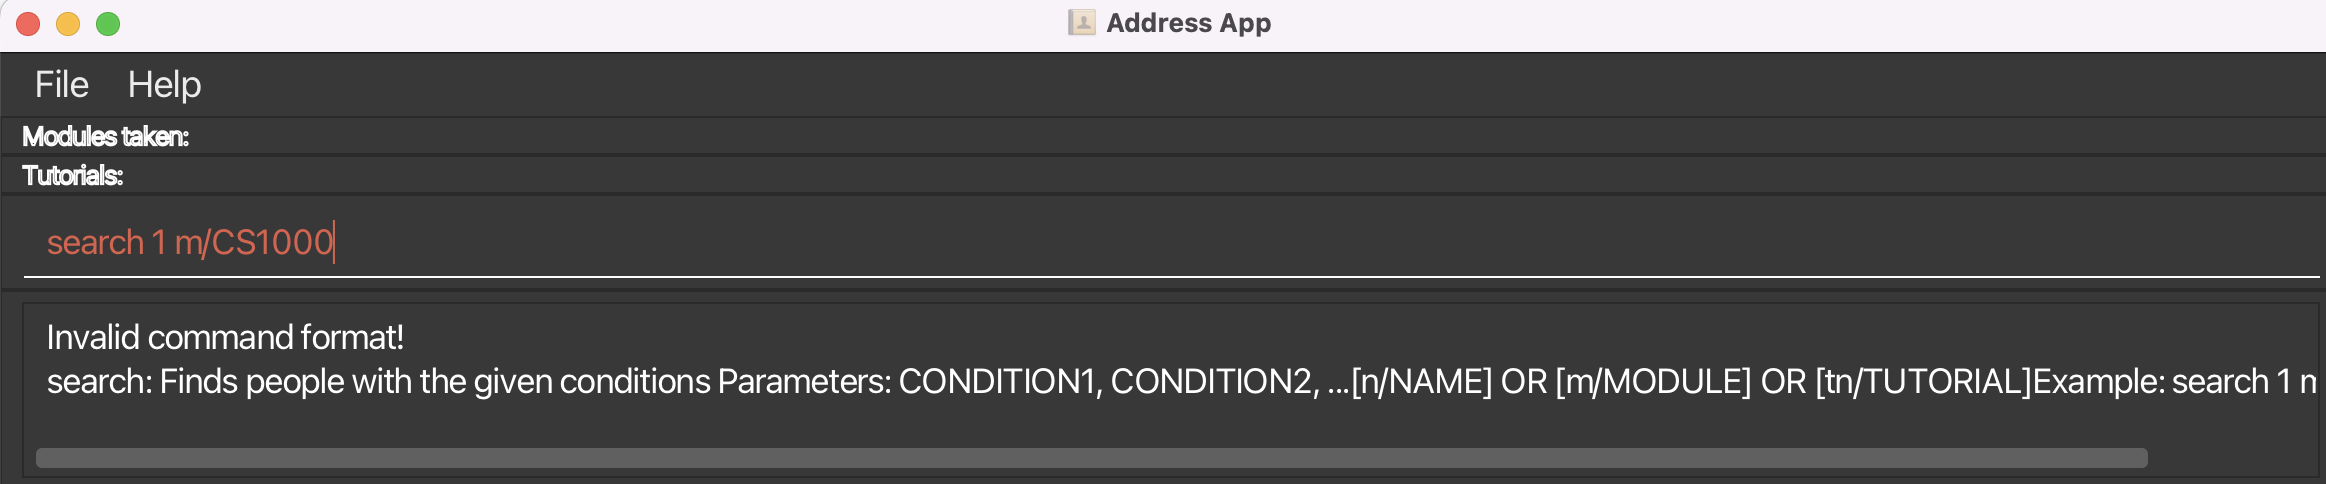 Address App
File Help
Modules taken:
Tutorials:
search 1 m/CS1000
Invalid command format!
search: Finds people with the given conditions Parameters: CONDITION1, CONDITION2, ...[n/NAME] OR [m/MODULE] OR [tn/TUTORIAL]Example: search 1